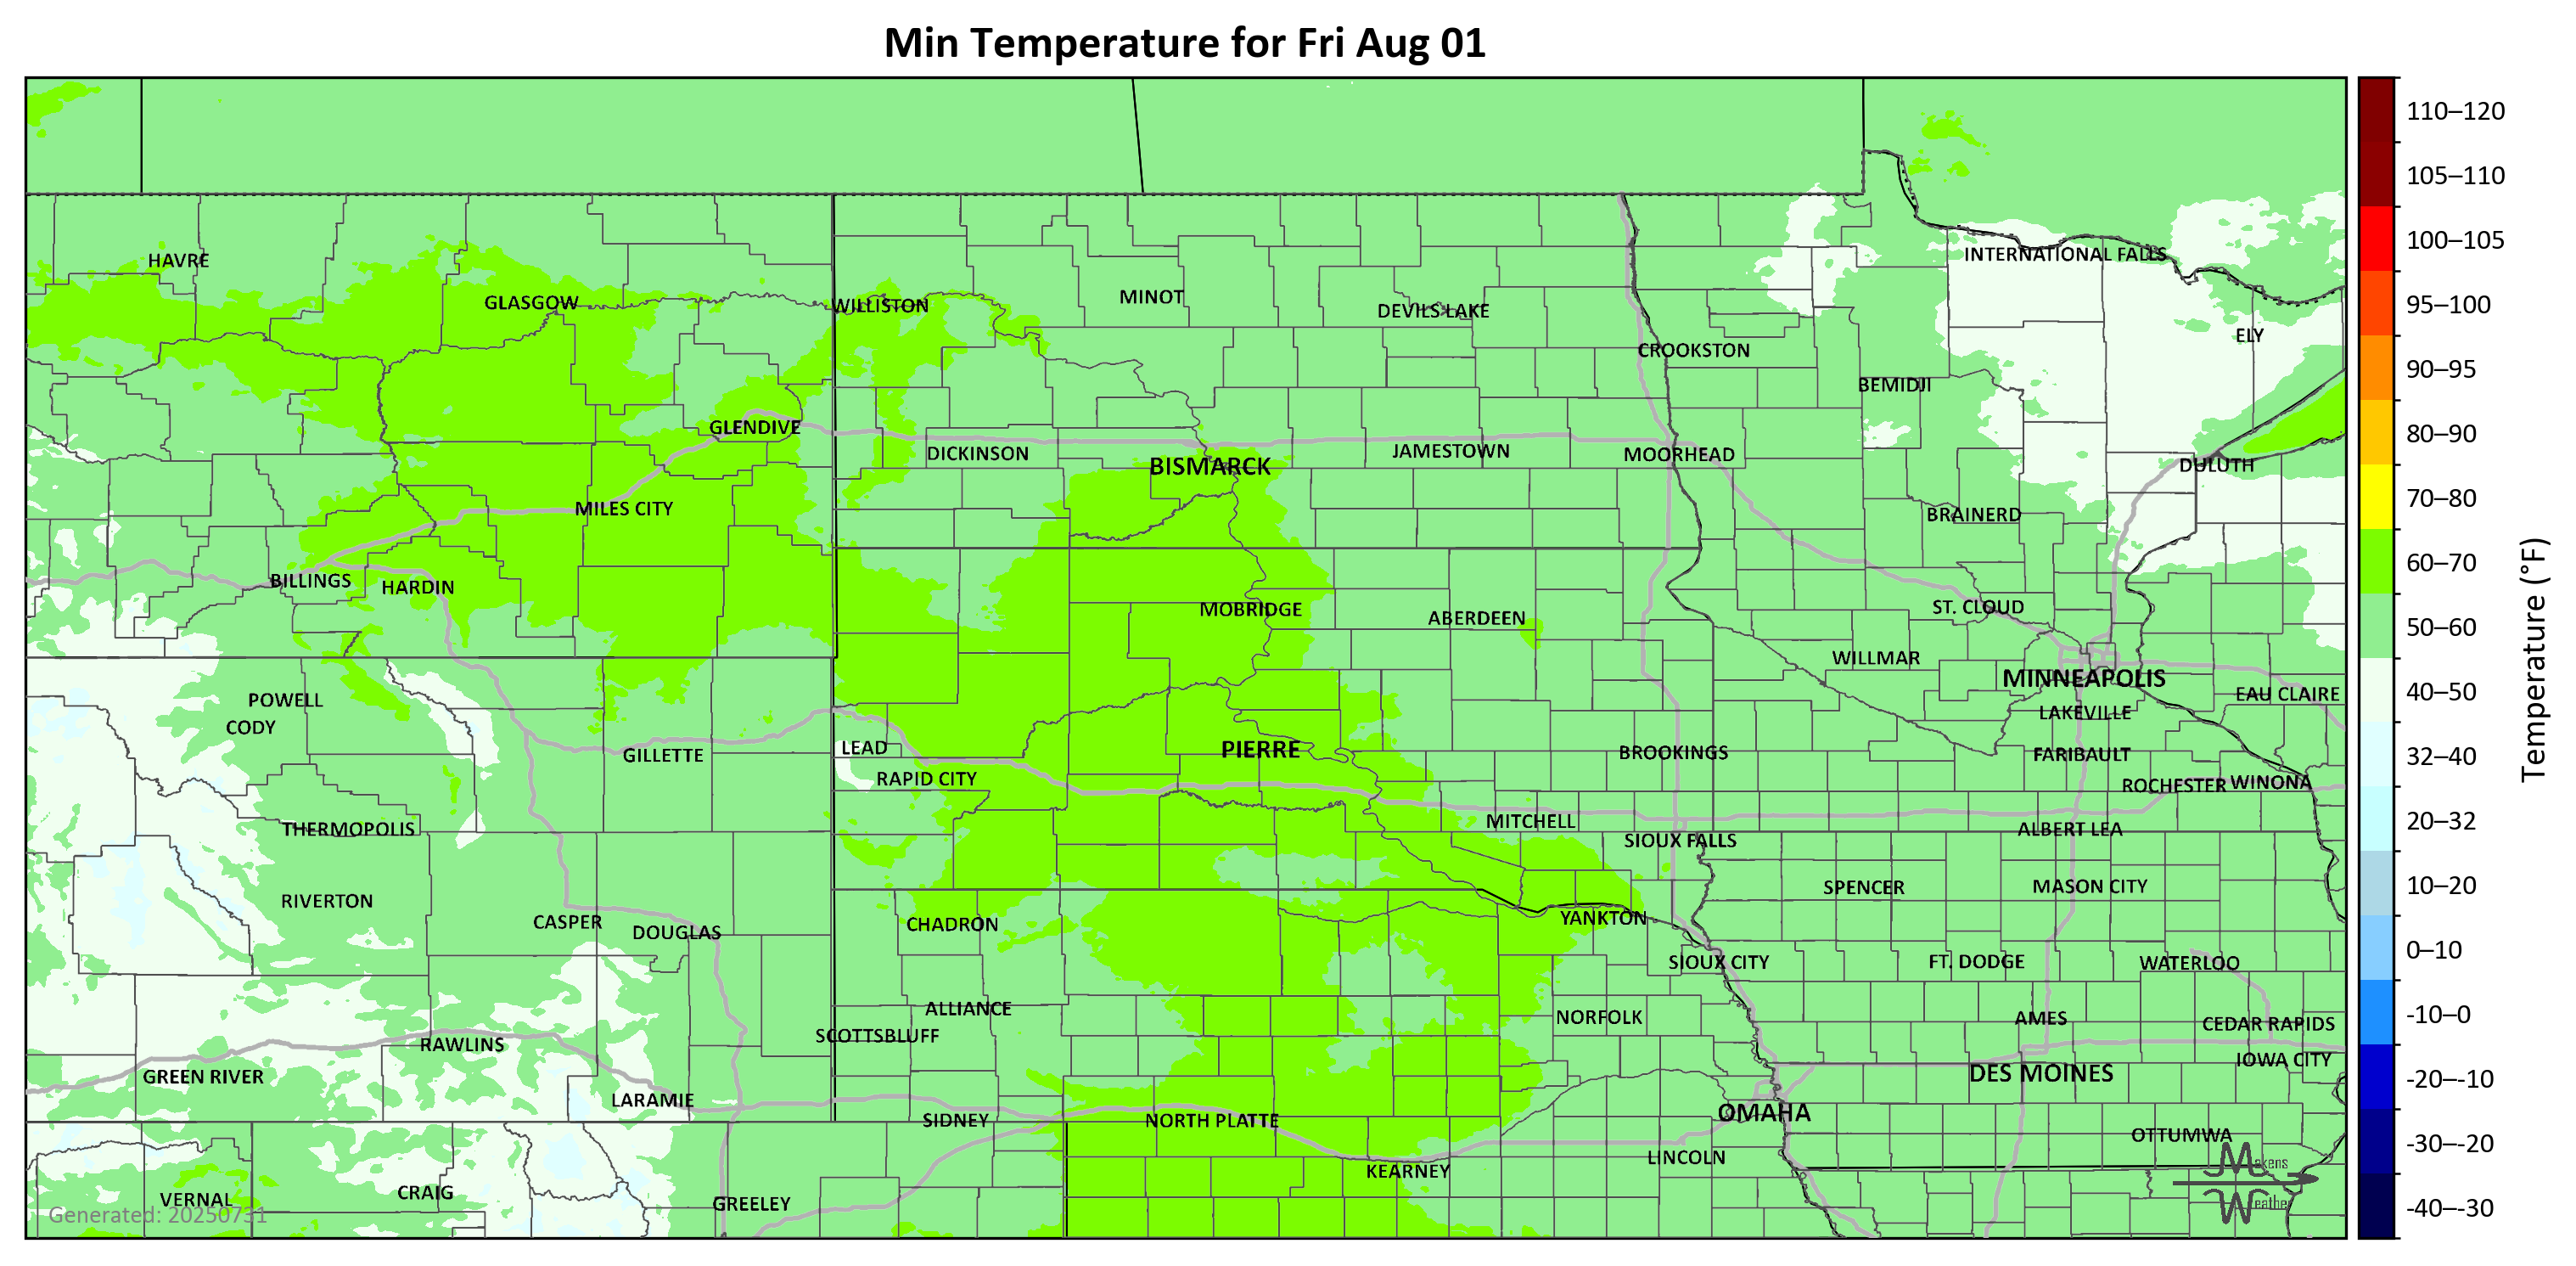 Min Temperature for Fri Aug 01
110–120
105–110
100–105
95–100
90–95
80–90
70–80
60–70
50–60
40–50
32–40
20–32
10–20
0–10
-10–0
-20–-10
-30–-20
-40–-30
Temperature (°F)
HAVRE
INTERNATIONAL FALLS
GLASGOW
WILLISTON
MINOT
DEVILS LAKE
ELY
CROOKSTON
BEMIDJI
GLENDIVE
DICKINSON
BISMARCK
JAMESTOWN
MOORHEAD
DULUTH
MILES CITY
BRAINERD
BILLINGS
HARDIN
MOBRIDGE
ABERDEEN
ST. CLOUD
WILLMAR
MINNEAPOLIS
EAU CLAIRE
POWELL
CODY
LAKEVILLE
GILLETTE
LEAD
PIERRE
BROOKINGS
FARIBAULT
RAPID CITY
ROCHESTER
WINONA
THERMOPOLIS
MITCHELL
SIOUX FALLS
ALBERT LEA
RIVERTON
SPENCER
MASON CITY
CASPER
DOUGLAS
CHADRON
YANKTON
SIOUX CITY
FT. DODGE
WATERLOO
ALLIANCE
NORFOLK
AMES
CEDAR RAPIDS
SCOTTSBLUFF
RAWLINS
IOWA CITY
GREEN RIVER
DES MOINES
LARAMIE
SIDNEY
NORTH PLATTE
OMAHA
OTTUMWA
KEARNEY
LINCOLN
VERNAL
CRAIG
GREELEY
Generated: 20250731
Makens
Weather